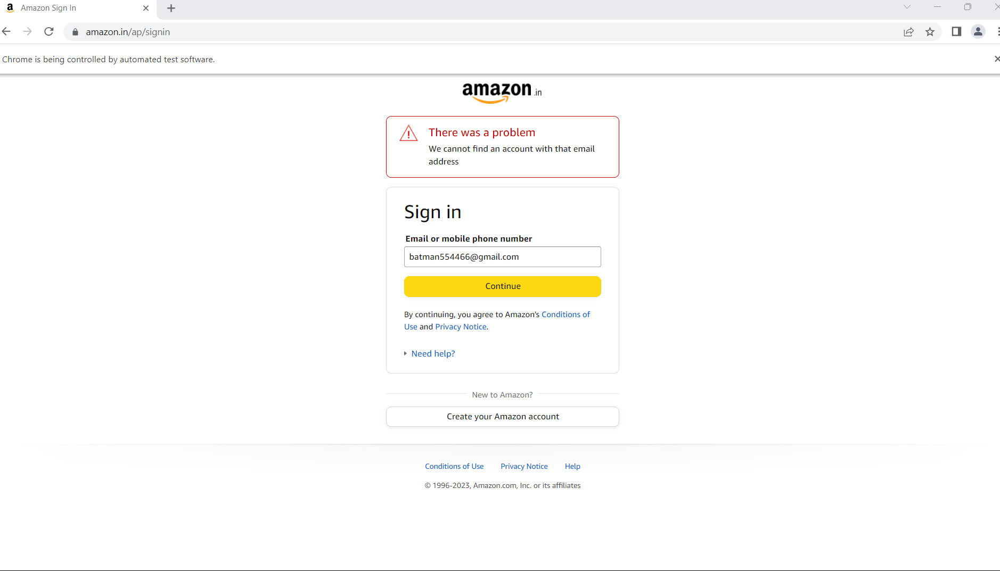 Amazon Sign In
amazon.in/ap/signin
Chrome is being controlled by automated test software.
amazon.in
There was a problem
We cannot find an account with that email
address
Sign in
Email or mobile phone number
batman554466@gmail.com
Continue
By continuing, you agree to Amazon's Conditions of
Use and Privacy Notice.
Need help?
New to Amazon?
Create your Amazon account
Conditions of Use Privacy Notice Help
© 1996-2023, Amazon.com, Inc. or its affiliates